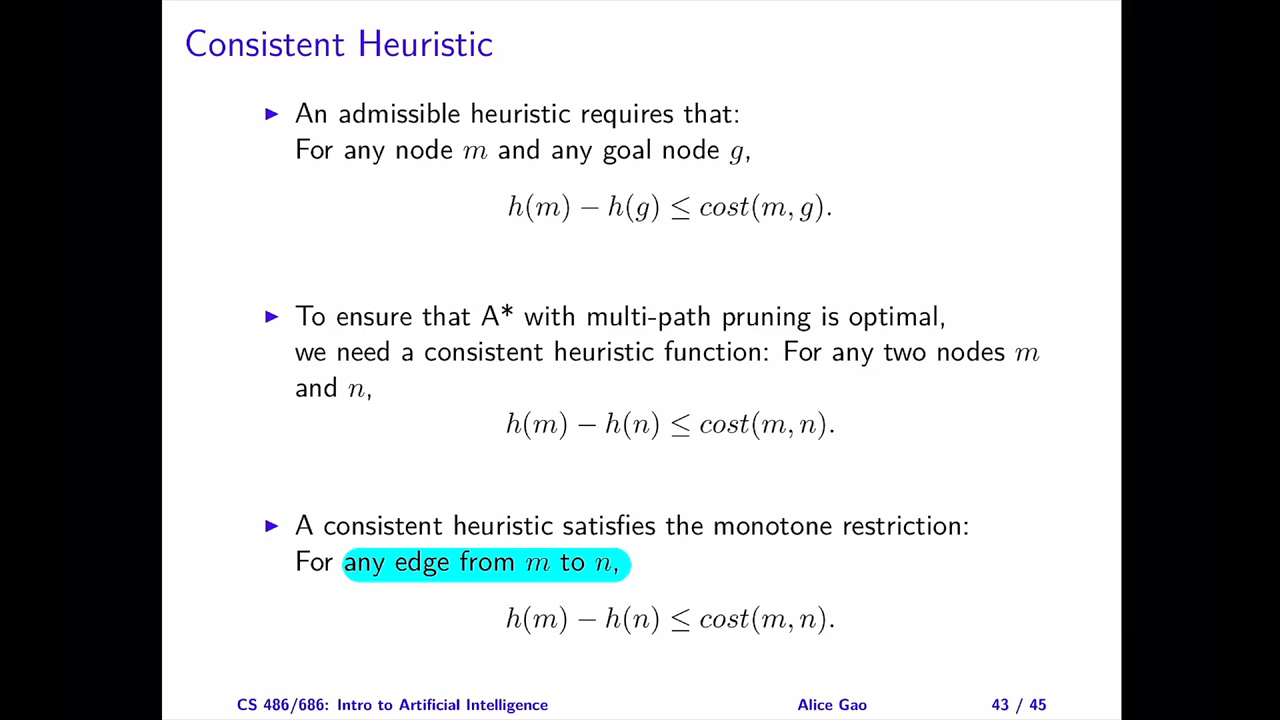 Consistent Heuristic
▶ An admissible heuristic requires that:
For any node m and any goal node g,
h(m) − h(g) ≤ cost(m, g).
▶ To ensure that A* with multi-path pruning is optimal,
we need a consistent heuristic function: For any two nodes m
and n,
h(m) − h(n) ≤ cost(m, n).
▶ A consistent heuristic satisfies the monotone restriction:
For any edge from m to n,
h(m) − h(n) ≤ cost(m, n).
CS 486/686: Intro to Artificial Intelligence Alice Gao 43 / 45